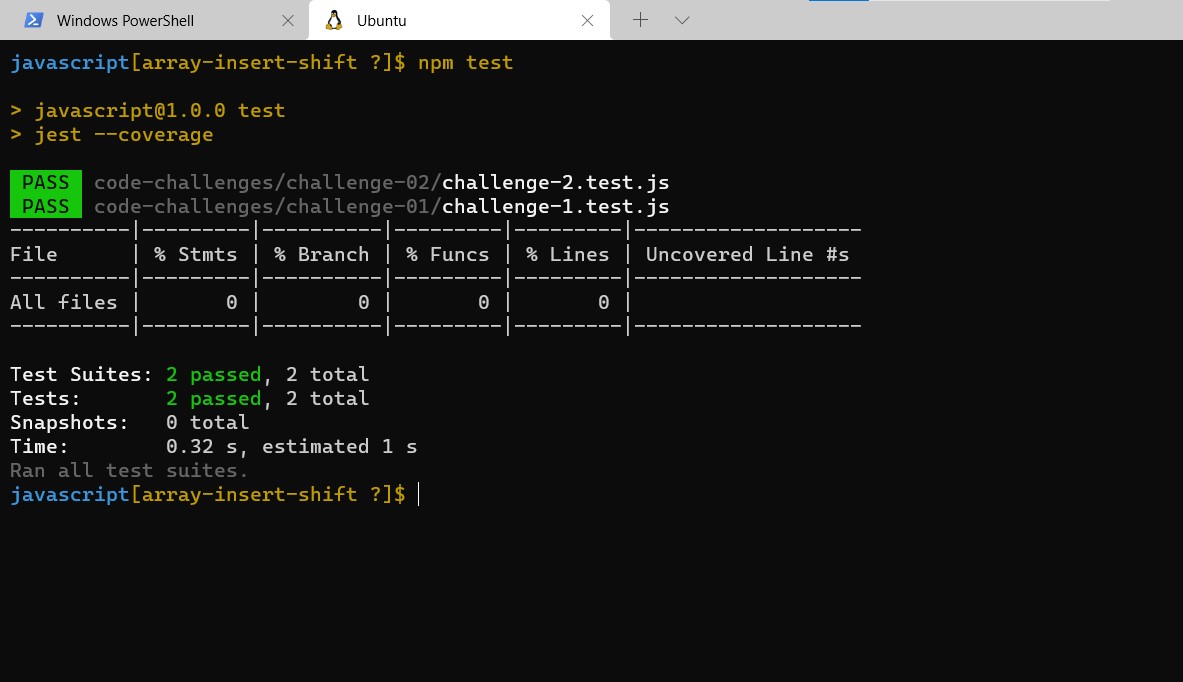 Windows PowerShell
Ubuntu
javascript[array-insert-shift ?]$ npm test
> javascript@1.0.0 test
> jest --coverage
PASS code-challenges/challenge-02/challenge-2.test.js
PASS code-challenges/challenge-01/challenge-1.test.js
----------|---------|----------|---------|---------|-------------------
File      | % Stmts | % Branch | % Funcs | % Lines | Uncovered Line #s
----------|---------|----------|---------|---------|-------------------
All files |       0 |        0 |       0 |       0 |
----------|---------|----------|---------|---------|-------------------
Test Suites: 2 passed, 2 total
Tests:       2 passed, 2 total
Snapshots:   0 total
Time:        0.32 s, estimated 1 s
Ran all test suites.
javascript[array-insert-shift ?]$